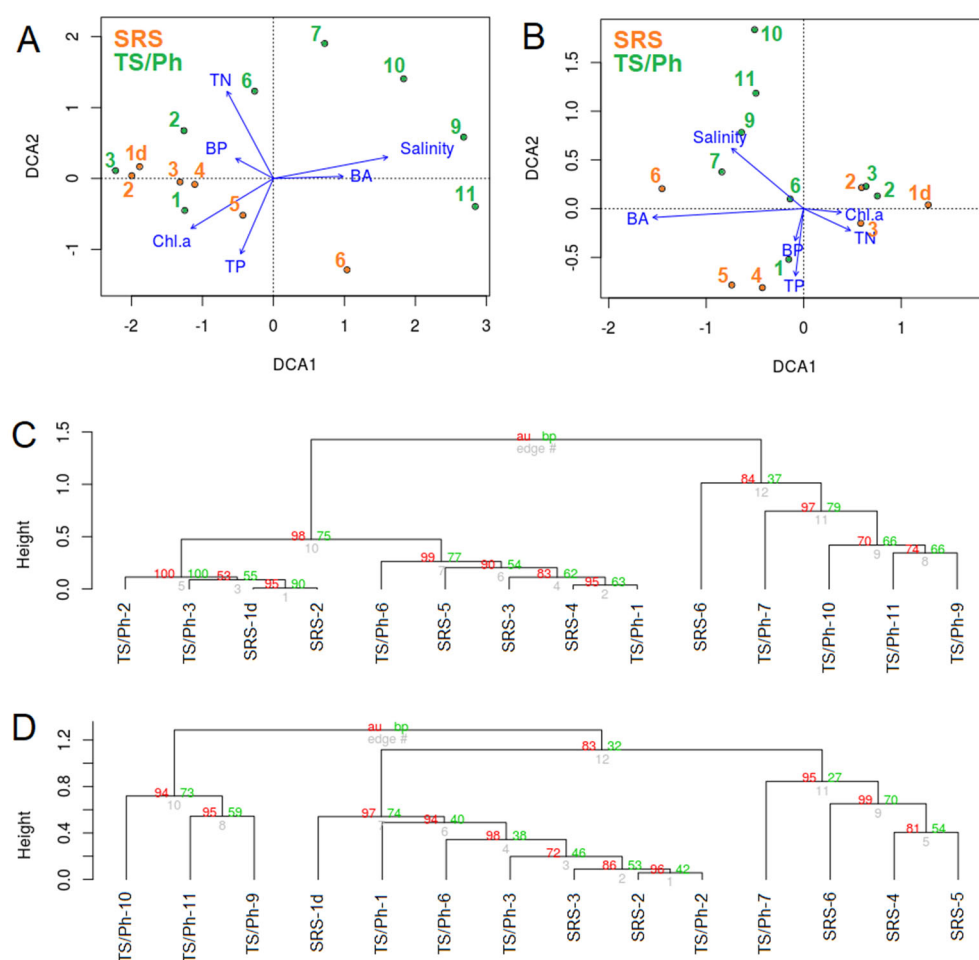 A
SRS
TS/Ph
DCA2
2
1
0
-1
7
10
6
TN
9
2
BP
Salinity
3
1d
2
3
4
BA
11
1
5
Chl.a
TP
6
-2 -1 0 1 2 3
DCA1
B
SRS
TS/Ph
DCA2
1.5
1.0
0.5
0.0
-0.5
10
11
9
Salinity
7
6
6
2
3
2
1d
BA
Chl.a
TN
3
BP
1
5
4
TP
-2 -1 0 1
DCA1
C
Height
1.5
1.0
0.5
0.0
au bp
edge #
84 37
12
97 79
11
98 75
10
70 66
9
74 66
8
99 77
7
90 54
6
100 100
5
83 62
4
53 55
3
95 63
2
95 90
1
TS/Ph-2 TS/Ph-3 SRS-1d SRS-2 TS/Ph-6 SRS-5 SRS-3 SRS-4 TS/Ph-1 SRS-6 TS/Ph-7 TS/Ph-10 TS/Ph-11 TS/Ph-9
D
Height
1.2
0.8
0.4
0.0
au bp
edge #
83 32
12
95 27
11
94 73
10
99 70
9
95 59
8
97 74
7
94 40
6
81 54
5
98 38
4
72 46
3
86 53
2
96 42
1
TS/Ph-10 TS/Ph-11 TS/Ph-9 SRS-1d TS/Ph-1 TS/Ph-6 TS/Ph-3 SRS-3 SRS-2 TS/Ph-2 TS/Ph-7 SRS-6 SRS-4 SRS-5